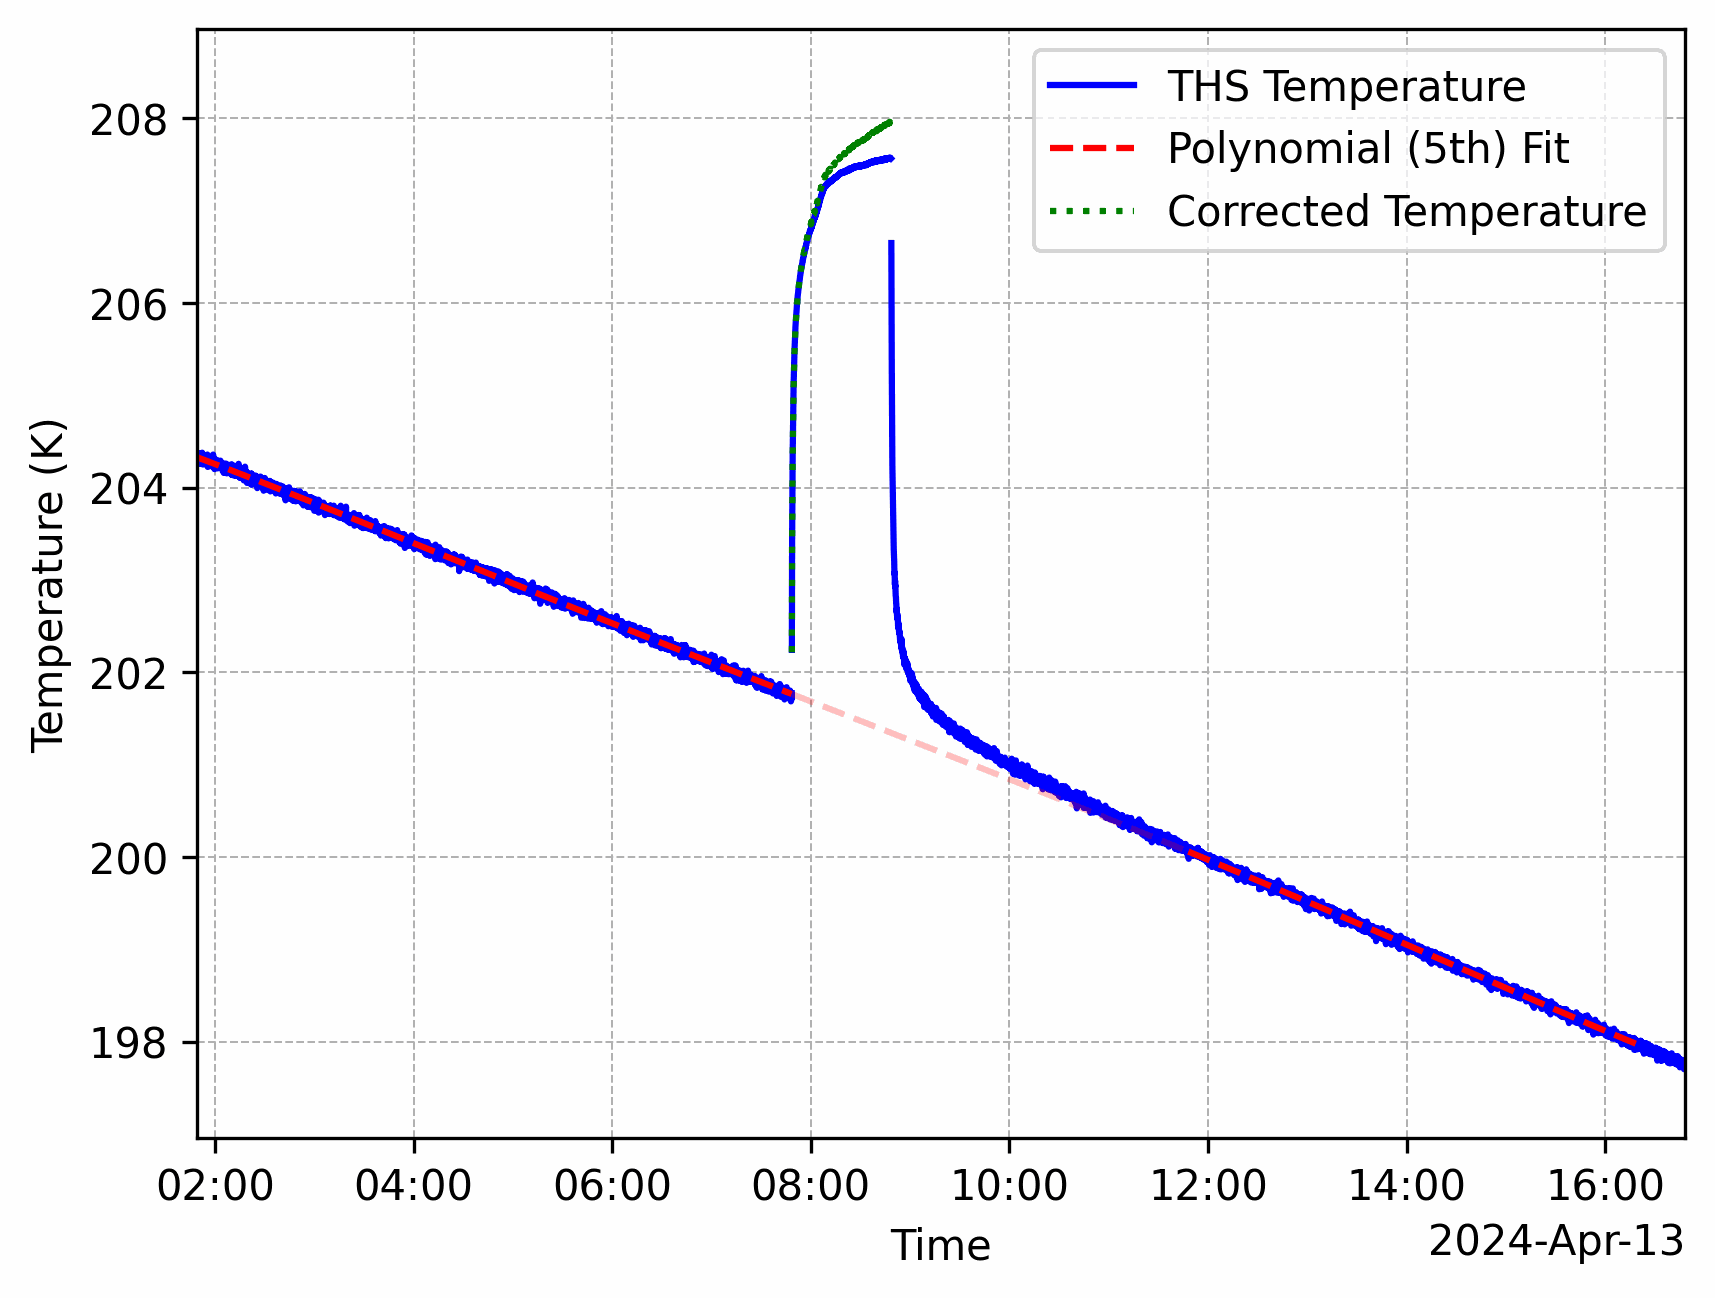 THS Temperature
Polynomial (5th) Fit
Corrected Temperature
208
206
204
202
200
198
Temperature (K)
02:00 04:00 06:00 08:00 10:00 12:00 14:00 16:00
2024-Apr-13
Time